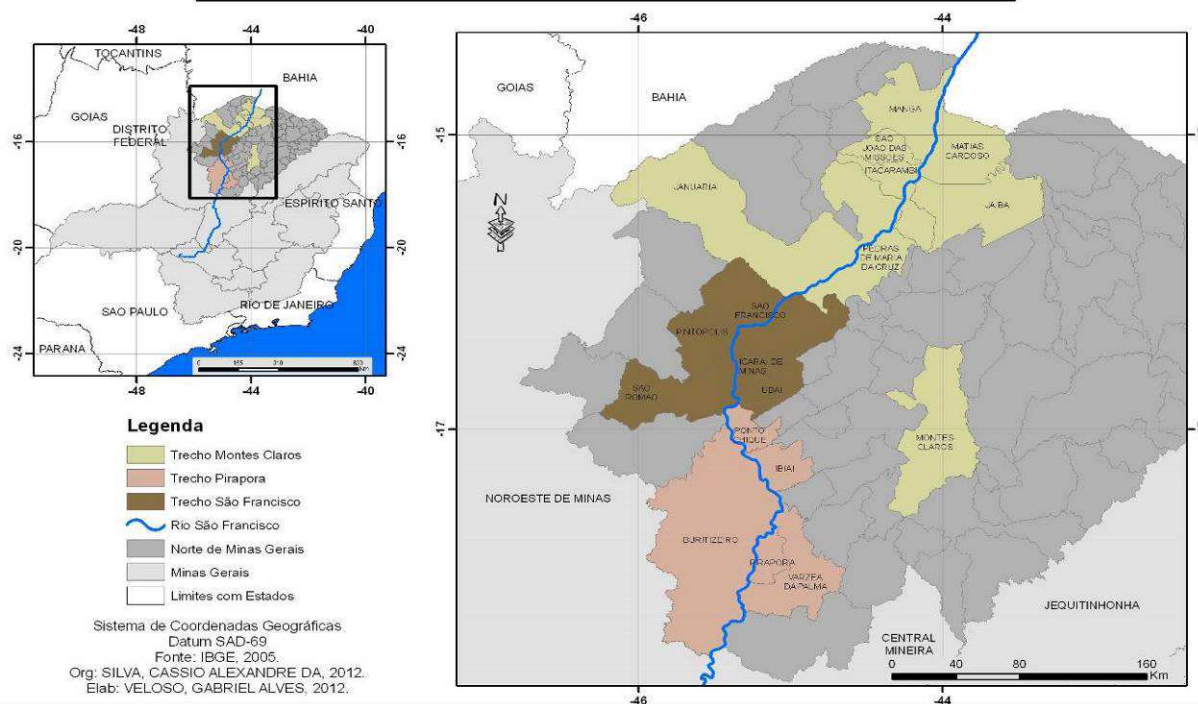 -48
-44
-40
TOCANTINS
BAHIA
GOIAS
DISTRITO
FEDERAL
-16
-16
ESPIRITO SANTO
-20
-20
RIO DE JANEIRO
SAO PAULO
PARANA
-24
-24
0
310
Km
-48
-44
-40
Legenda
Trecho Montes Claros
Trecho Pirapora
Trecho São Francisco
Rio São Francisco
Norte de Minas Gerais
Minas Gerais
Limites com Estados
Sistema de Coordenadas Geográficas
Datum SAD-69
Fonte: IBGE, 2005.
Org: SILVA, CASSIO ALEXANDRE DA, 2012.
Elab: VELOSO, GABRIEL ALVES, 2012.
-46
-44
GOIAS
BAHIA
-15
MANGA
SAO
JOAO DAS
MISSOES
MATIAS
CARDOSO
ITACARAMBI
JANUARIA
JAIBA
N
PEDRAS
DE MARIA
DA CRUZ
SAO
FRANCISCO
PINTOPOLIS
ICARAI DE
MINAS
UBAI
SAO
ROMAO
-17
PONTO
CHIQUE
MONTES
CLAROS
IBIAI
NOROESTE DE MINAS
BURITIZEIRO
PIRAPORA
VARZEA
DA PALMA
JEQUITINHONHA
CENTRAL
MINEIRA
0
40
80
160
Km
-46
-44